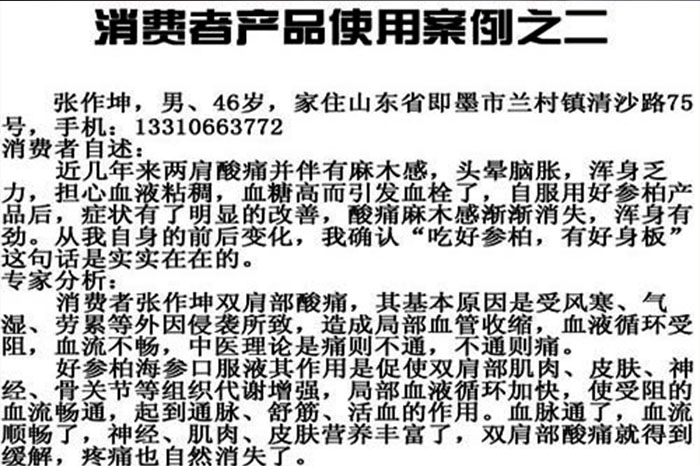 消费者产品使用案例之二
张作坤，男、46岁，家住山东省即墨市兰村镇清沙路75
号，手机：13310663772
消费者自述：
近几年来两肩酸痛并伴有麻木感，头晕脑胀，浑身乏
力，担心血液粘稠，血糖高而引发血栓了，自服用好参柏产
品后，症状有了明显的改善，酸痛麻木感渐渐消失，浑身有
劲。从我自身的前后变化，我确认“吃好参柏，有好身板”
这句话是实实在在的。
专家分析：
消费者张作坤双肩部酸痛，其基本原因是受风寒、气
湿、劳累等外因侵袭所致，造成局部血管收缩，血液循环受
阻，血流不畅，中医理论是痛则不通，不通则痛。
好参柏海参口服液其作用是促使双肩部肌肉、皮肤、神
经、骨关节等组织代谢增强，局部血液循环加快，使受阻的
血流畅通，起到通脉、舒筋、活血的作用。血脉通了，血流
顺畅了，神经、肌肉、皮肤营养丰富了，双肩部酸痛就得到
缓解，疼痛也自然消失了。